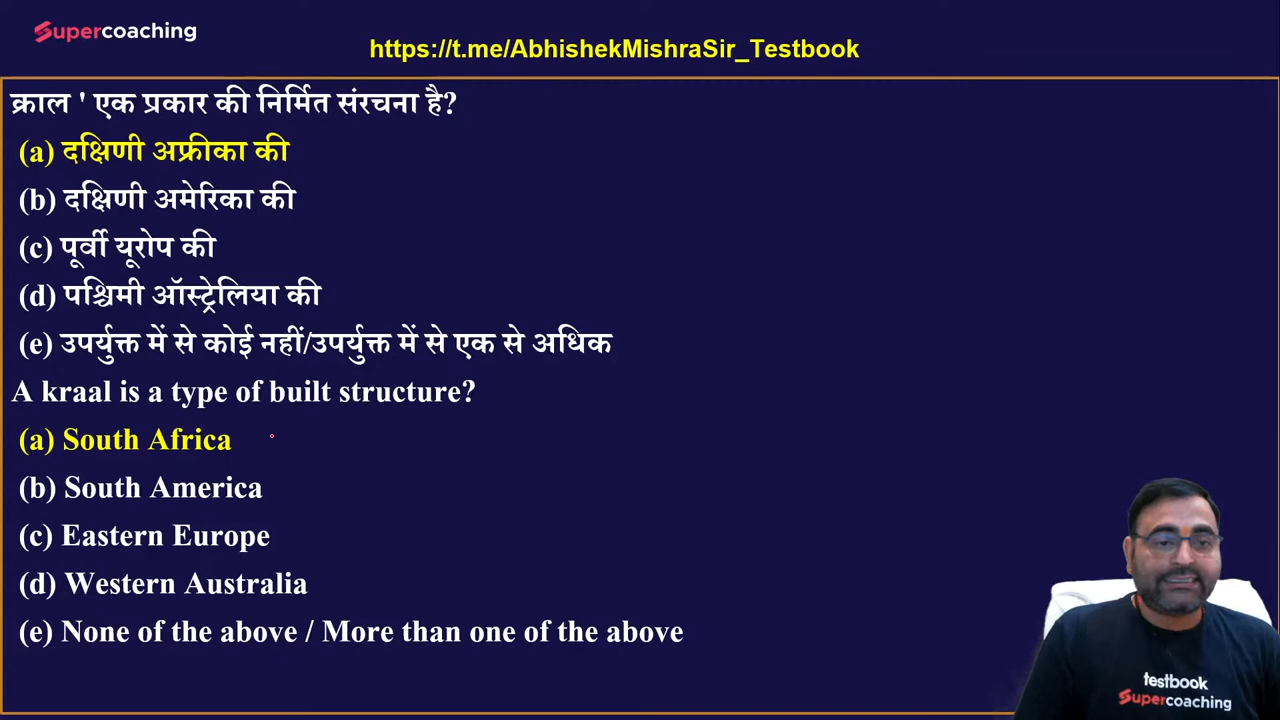 Supercoaching
https://t.me/AbhishekMishraSir_Testbook
क्राल ' एक प्रकार की निर्मित संरचना है?
(a) दक्षिणी अफ्रीका की
(b) दक्षिणी अमेरिका की
(c) पूर्वी यूरोप की
(d) पश्चिमी ऑस्ट्रेलिया की
(e) उपर्युक्त में से कोई नहीं/उपर्युक्त में से एक से अधिक
A kraal is a type of built structure?
(a) South Africa
(b) South America
(c) Eastern Europe
(d) Western Australia
(e) None of the above / More than one of the above
testbook
Supercoaching